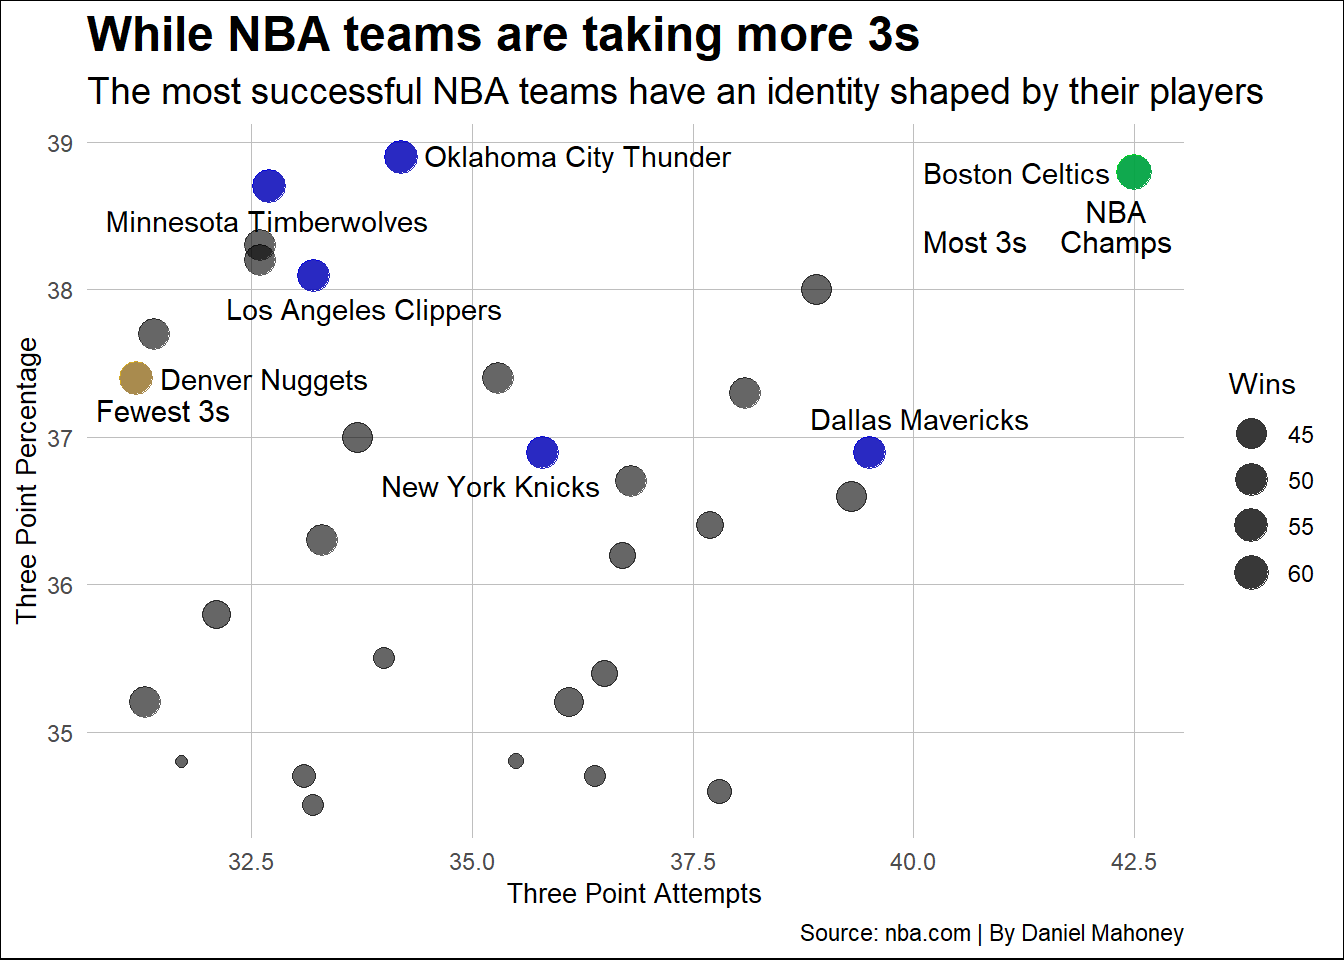 While NBA teams are taking more 3s
The most successful NBA teams have an identity shaped by their players
39
38
37
36
35
Three Point Percentage
Oklahoma City Thunder
Boston Celtics
NBA
Champs
Most 3s
Minnesota Timberwolves
Los Angeles Clippers
Denver Nuggets
Fewest 3s
Dallas Mavericks
New York Knicks
Wins
45
50
55
60
32.5
35.0
37.5
40.0
42.5
Three Point Attempts
Source: nba.com | By Daniel Mahoney